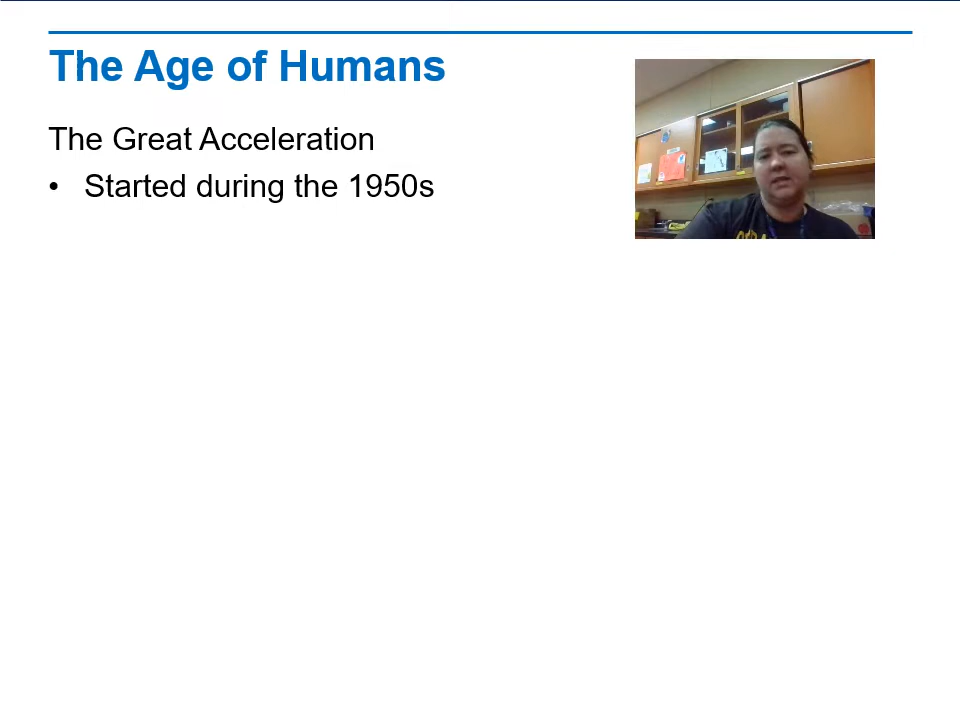 The Age of Humans
The Great Acceleration
• Started during the 1950s